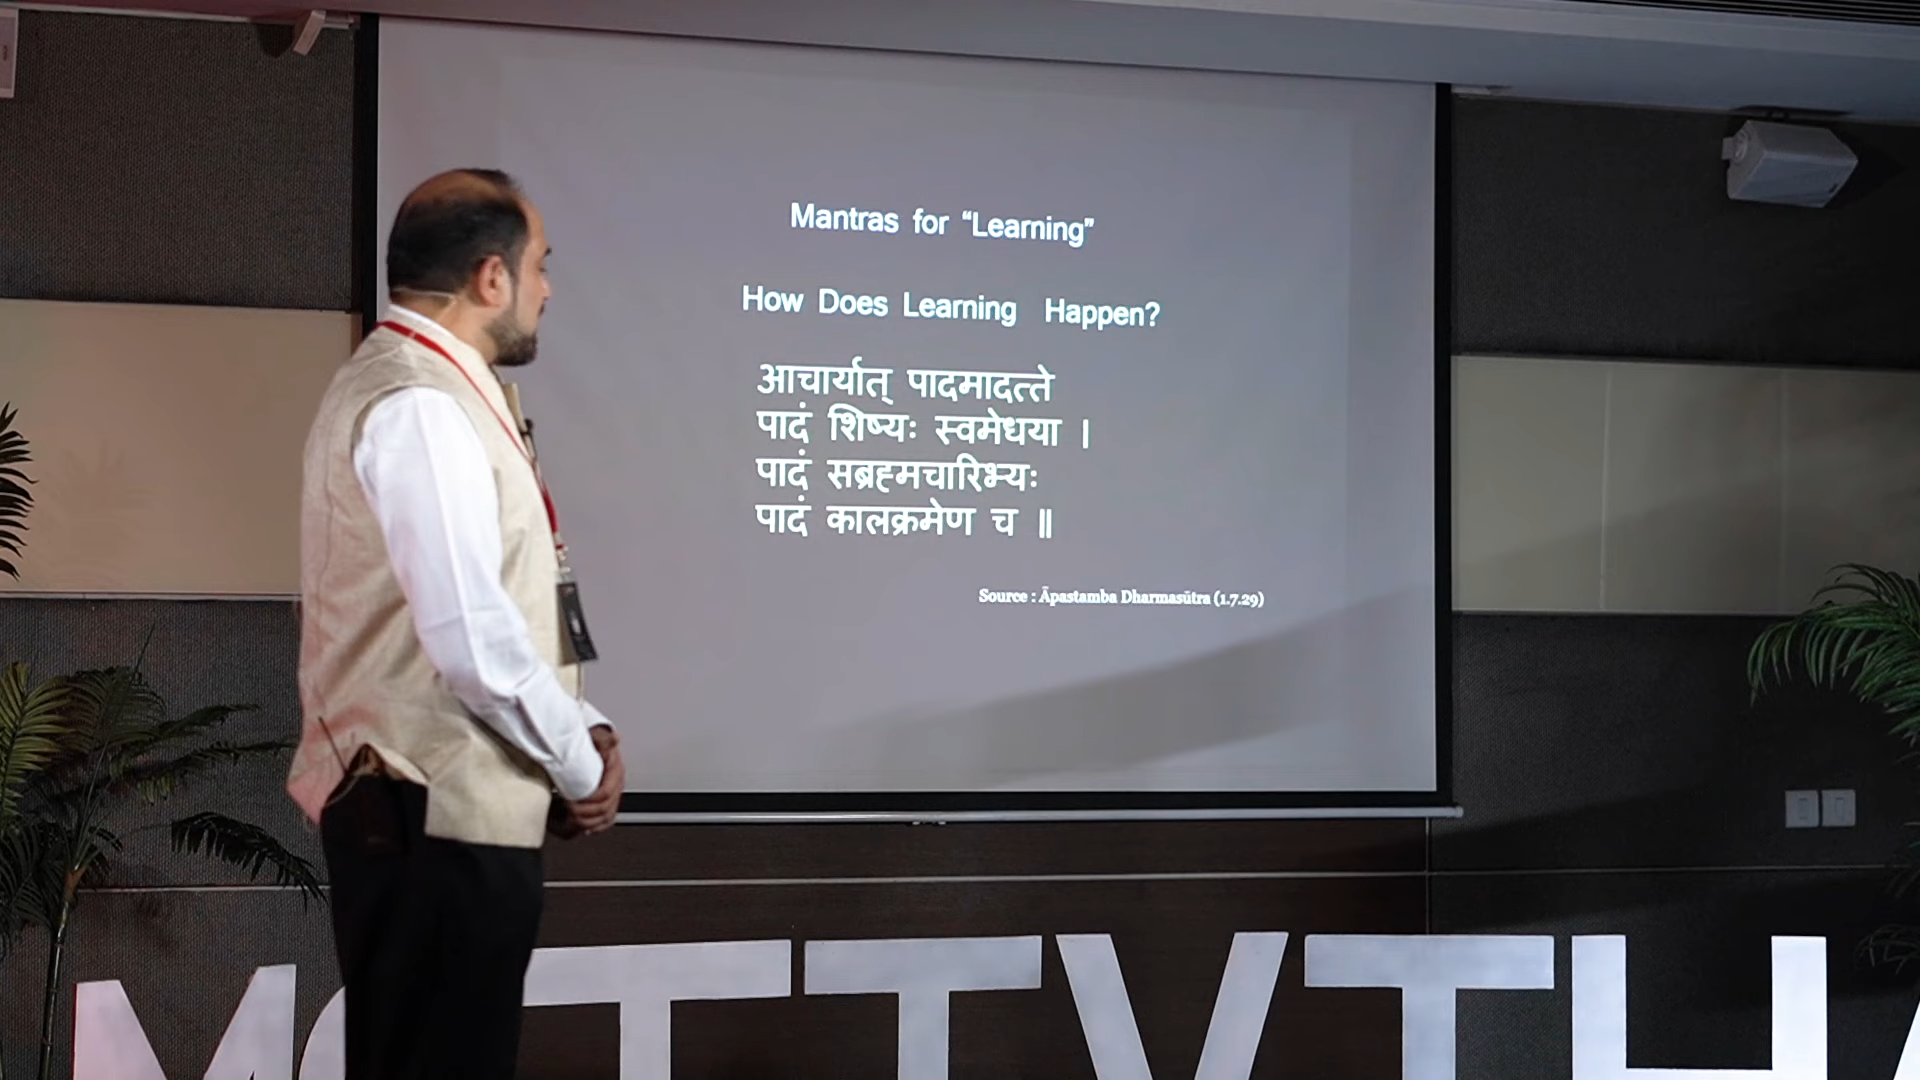 Mantras for “Learning”
How Does Learning Happen?
आचार्यात् पादमादत्ते
पादं शिष्यः स्वमेधया ।
पादं सब्रह्मचारिभ्यः
पादं कालक्रमेण च ॥
Source : Āpastamba Dharmasūtra (1.7.29)